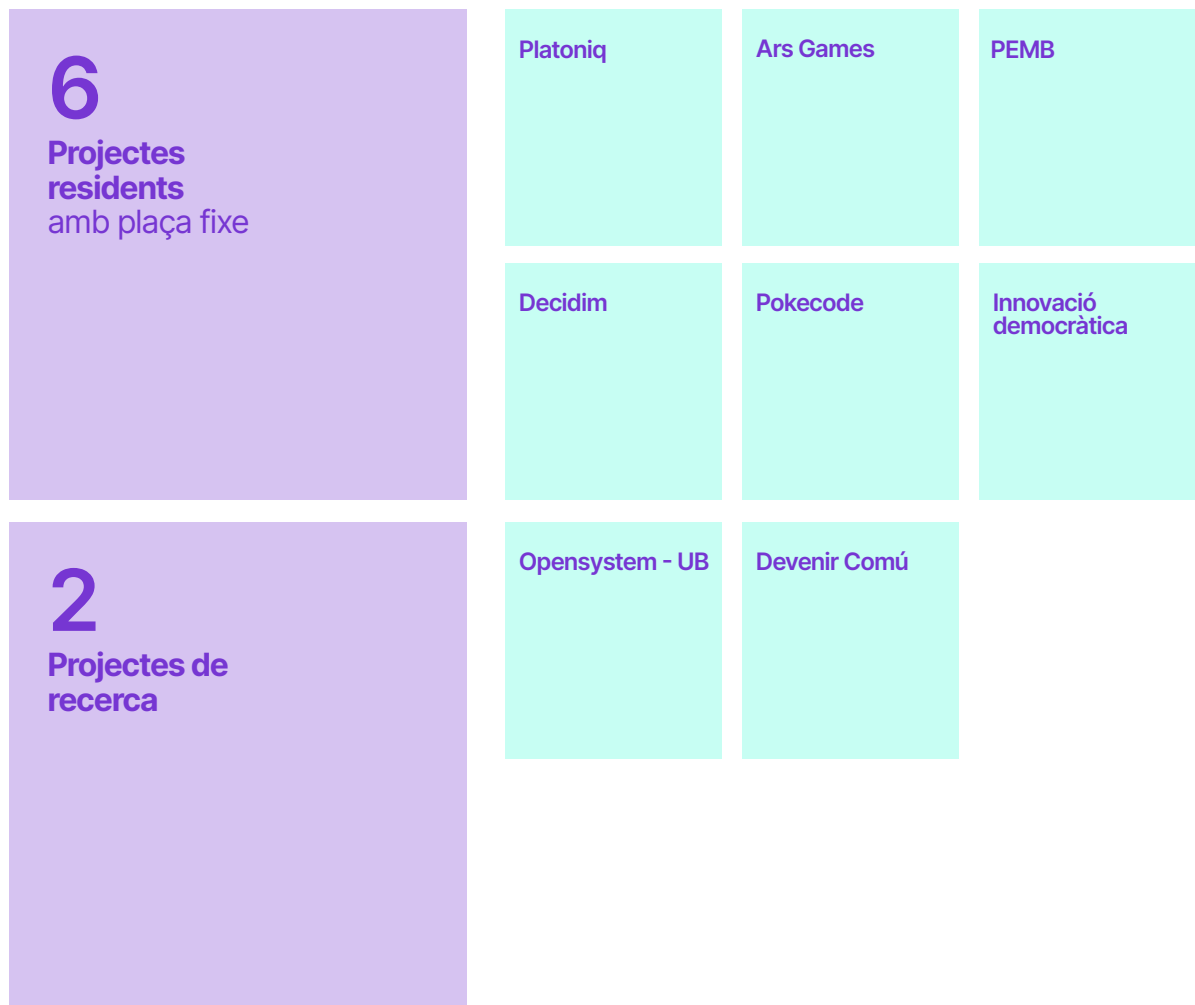 6
Projectes
residents
amb plaça fixe
Platoniq
Ars Games
PEMB
Decidim
Pokecode
Innovació
democràtica
2
Projectes de
recerca
Opensystem - UB
Devenir Comú